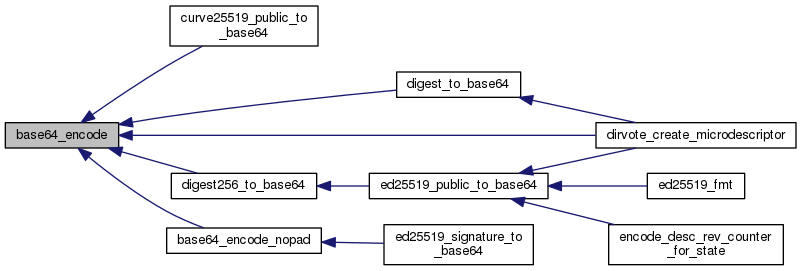 curve25519_public_to
_base64
digest_to_base64
base64_encode
dirvote_create_microdescriptor
digest256_to_base64
ed25519_public_to_base64
ed25519_fmt
base64_encode_nopad
ed25519_signature_to
_base64
encode_desc_rev_counter
_for_state